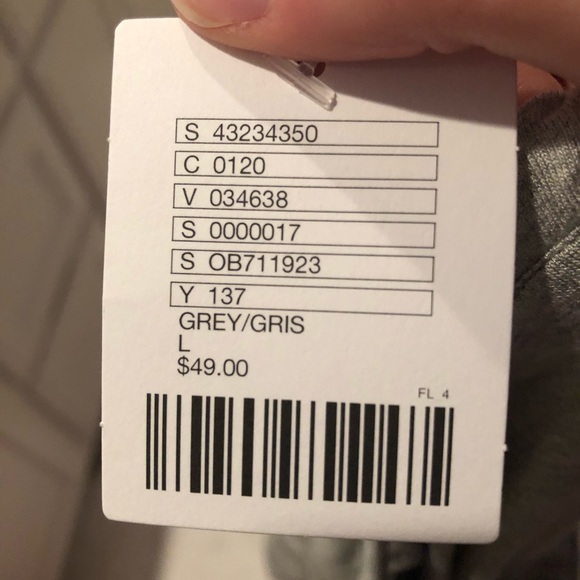 S 43234350
C 0120
V 034638
S 0000017
S OB711923
Y 137
GREY/GRIS
L
$49.00
FL 4